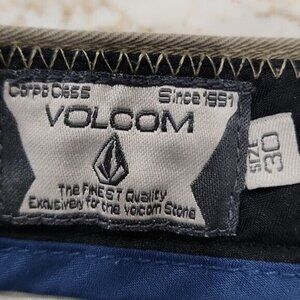 Corpo Class Since 1991
VOLCOM
The FINEST Quality
Exclusively for the Volcom Stone
SIZE 30